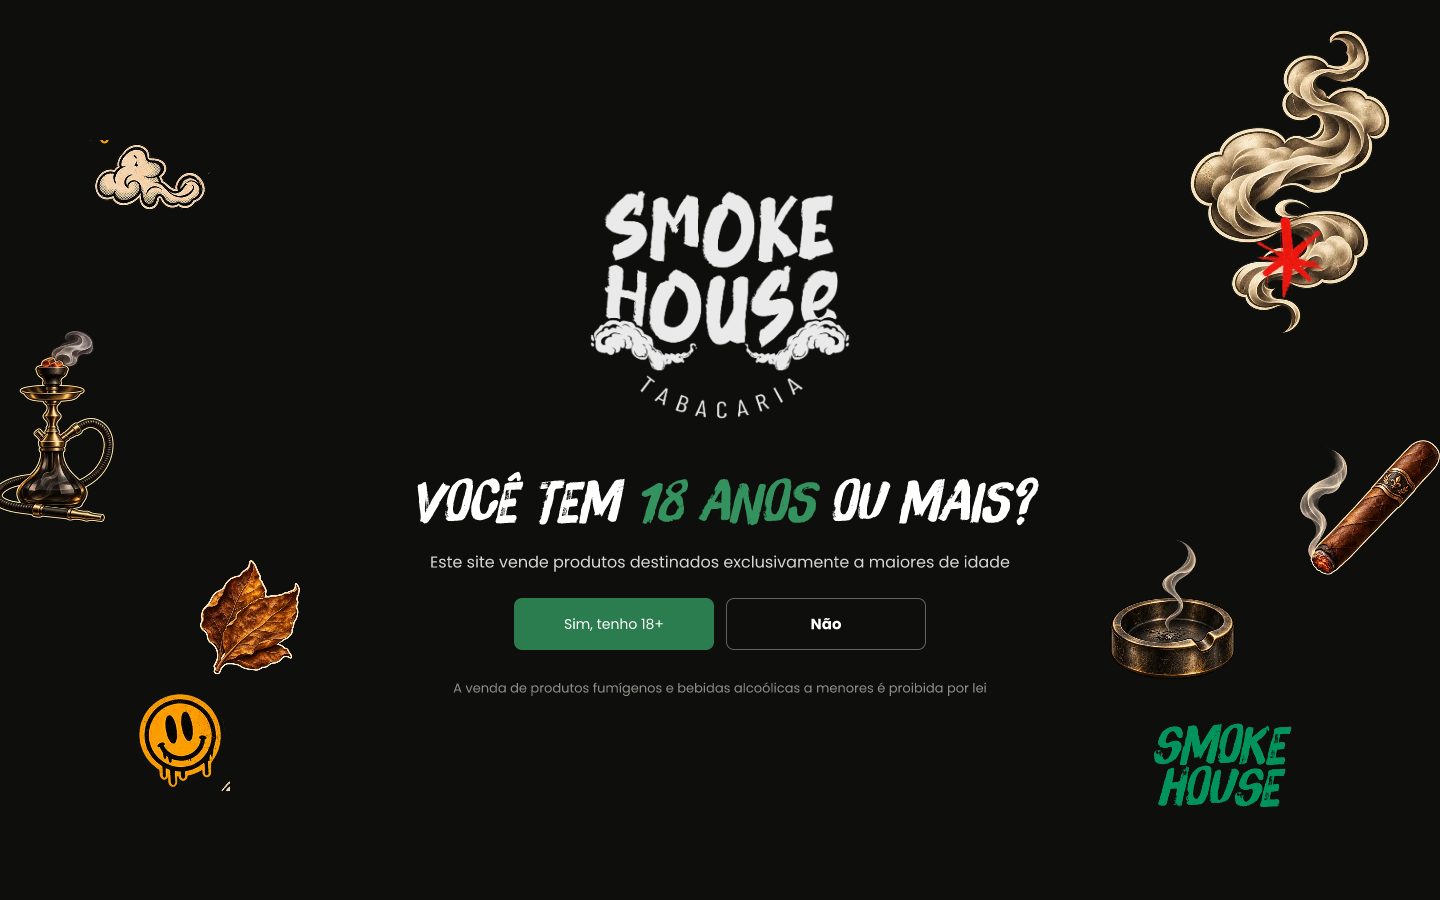 SMOKE
HOUSE
TABACARIA
VOCÊ TEM 18 ANOS OU MAIS?
Este site vende produtos destinados exclusivamente a maiores de idade
Sim, tenho 18+
Não
A venda de produtos fumígenos e bebidas alcoólicas a menores é proibida por lei
SMOKE
HOUSE